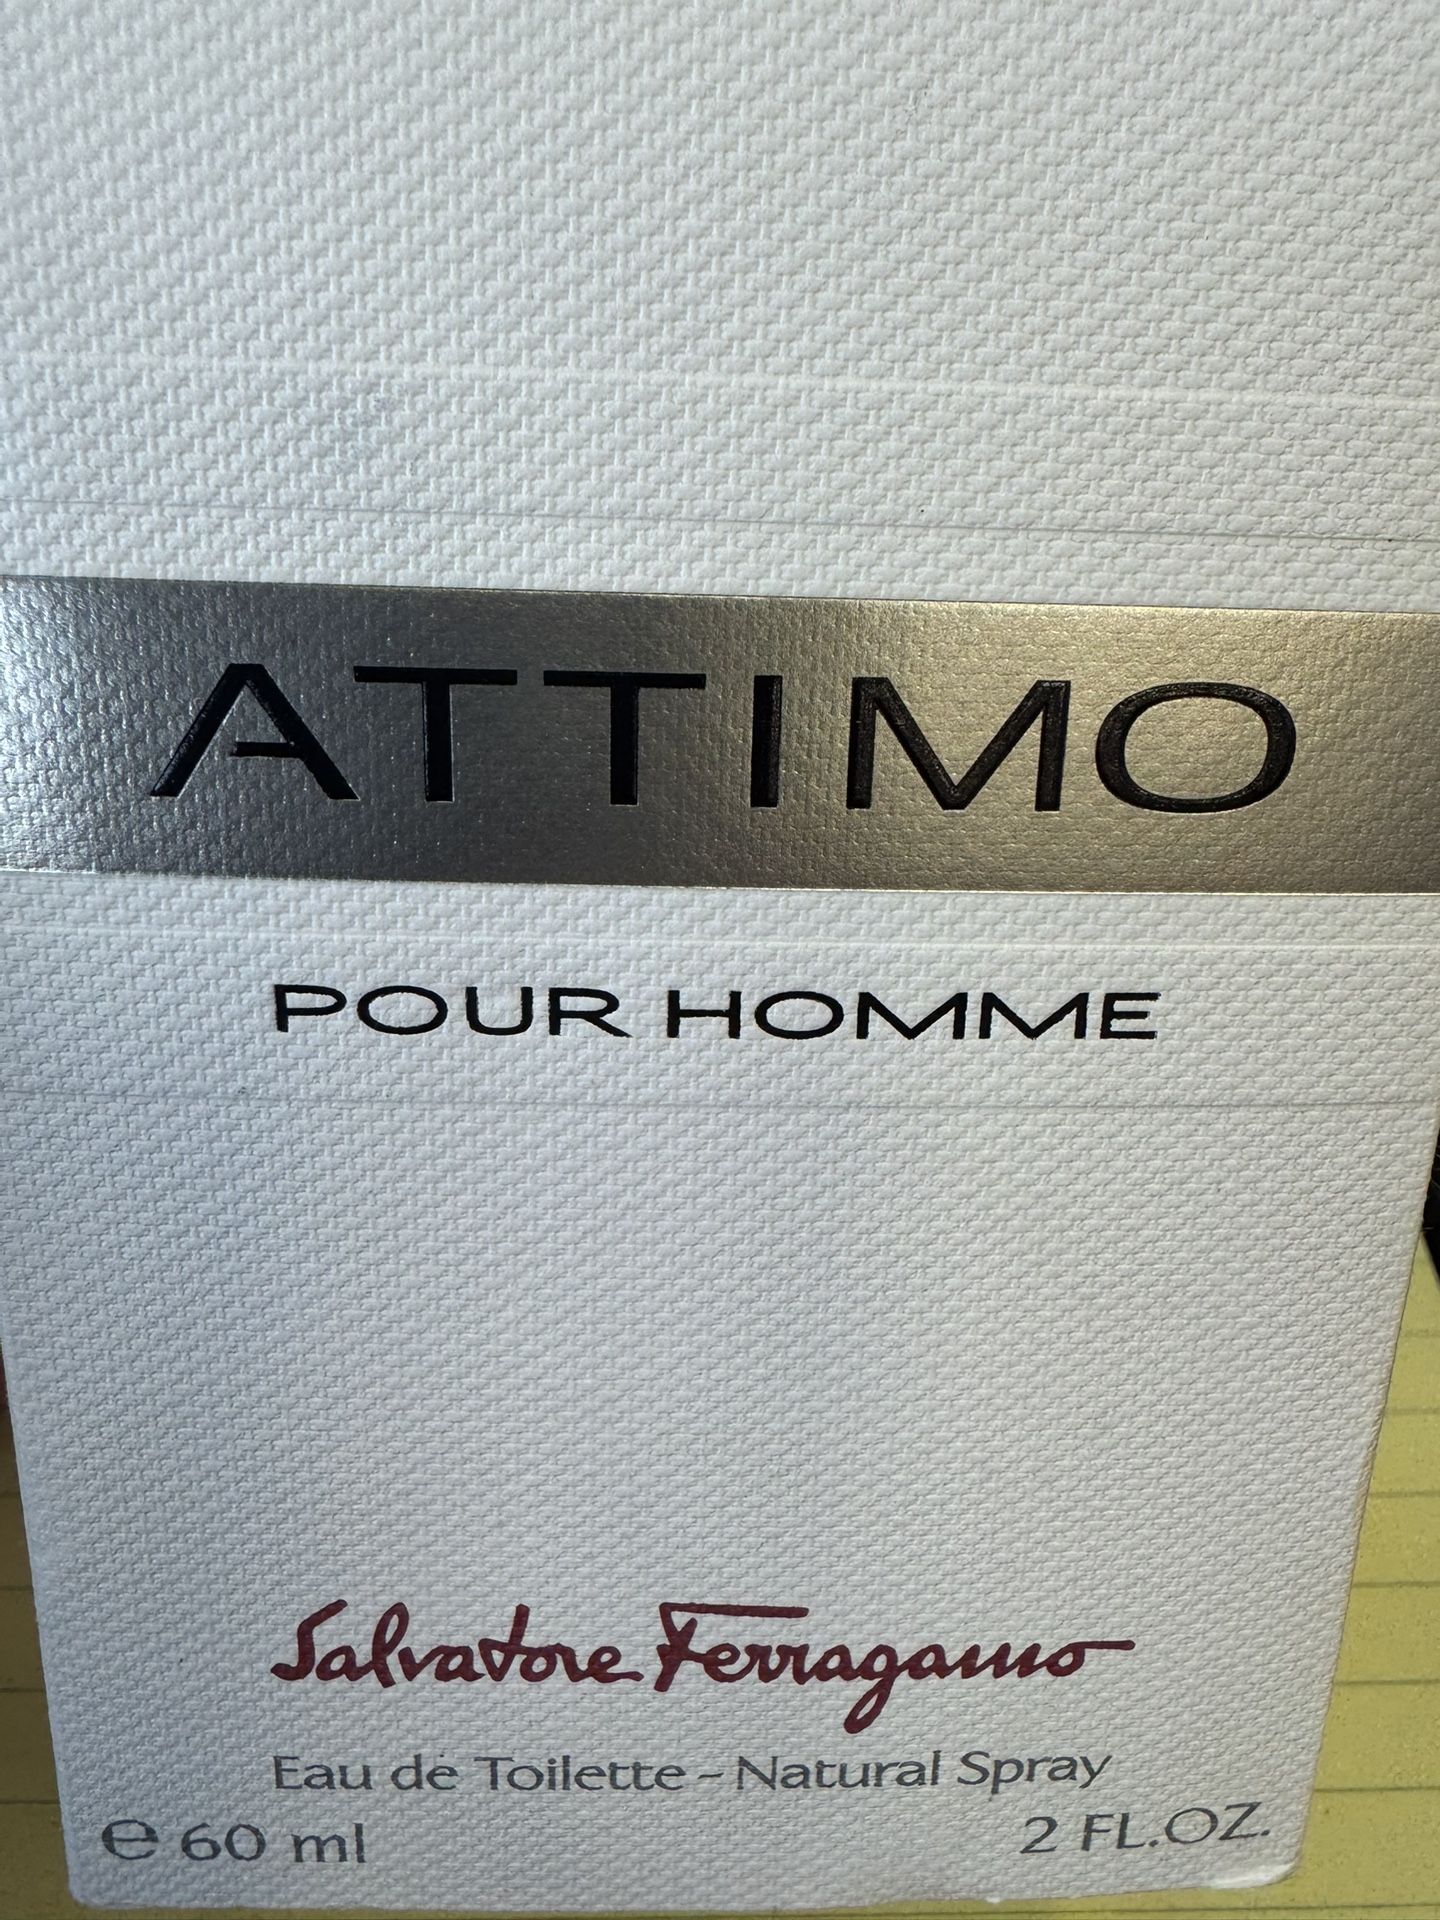 ATTIMO
POUR HOMME
Salvatore Ferragamo
Eau de Toilette – Natural Spray
℮ 60 ml 2 FL.OZ.